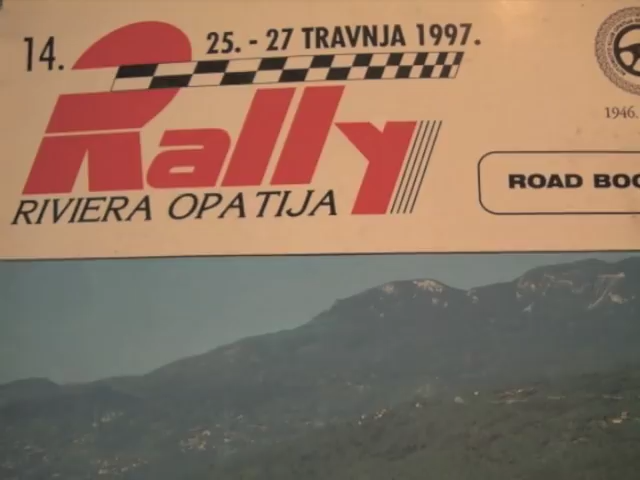 14.
25. - 27 TRAVNJA 1997.
Rally
RIVIERA OPATIJA
1946.
ROAD BOO